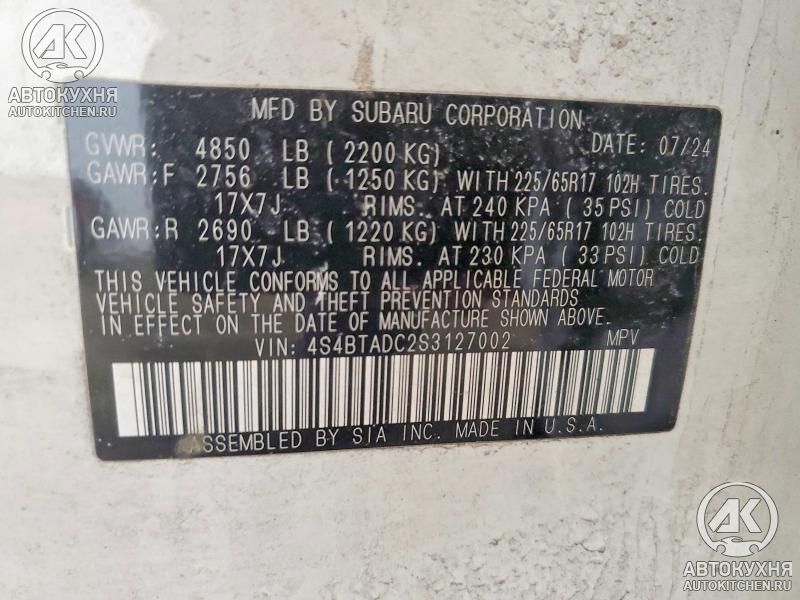 AK
АВТОКУХНЯ
AUTOKITCHEN.RU
MFD BY SUBARU CORPORATION
GVWR: 4850 LB ( 2200 KG) DATE: 07/24
GAWR:F 2756 LB ( 1250 KG) WITH 225/65R17 102H TIRES.
17X7J RIMS. AT 240 KPA ( 35 PSI) COLD
GAWR:R 2690 LB ( 1220 KG) WITH 225/65R17 102H TIRES.
17X7J RIMS. AT 230 KPA ( 33 PSI) COLD
THIS VEHICLE CONFORMS TO ALL APPLICABLE FEDERAL MOTOR
VEHICLE SAFETY AND THEFT PREVENTION STANDARDS
IN EFFECT ON THE DATE OF MANUFACTURE SHOWN ABOVE.
VIN: 4S4BTADC2S3127002 MPV
ASSEMBLED BY SIA INC. MADE IN U.S.A.
AK
АВТОКУХНЯ
AUTOKITCHEN.RU